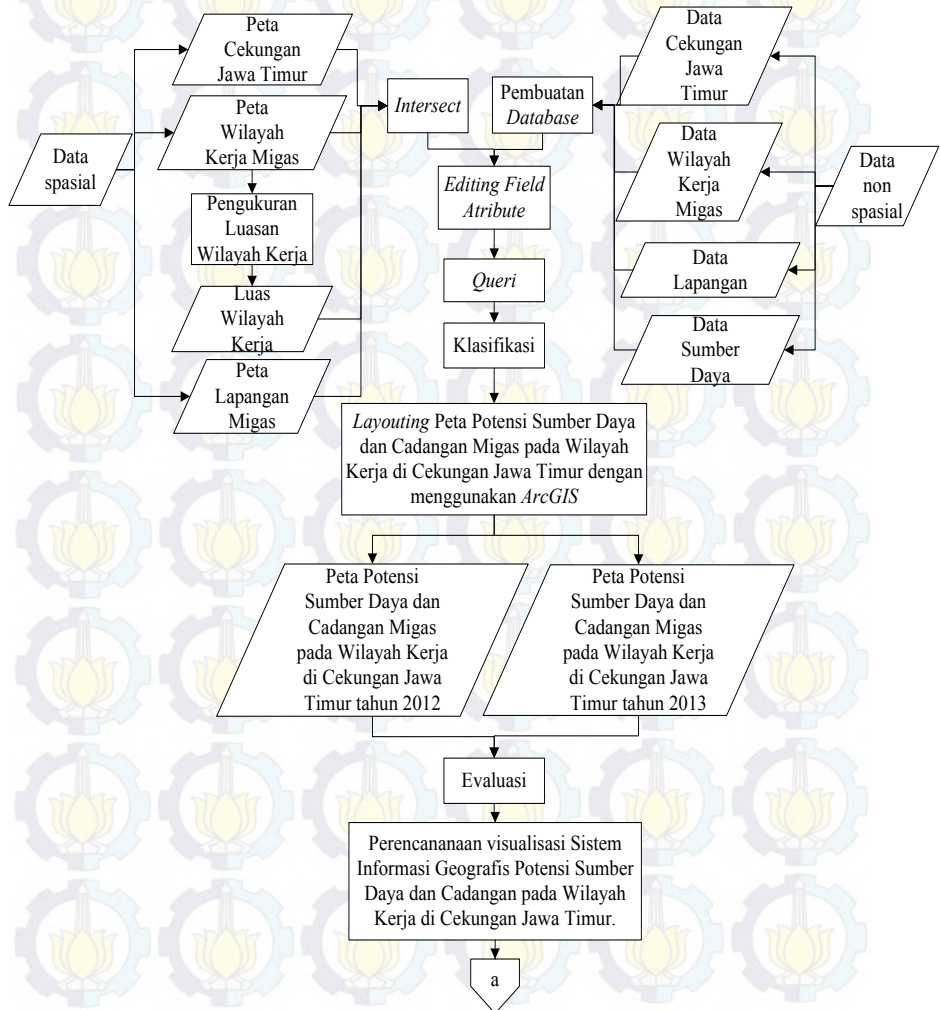 Data
spasial
Peta
Cekungan
Jawa Timur
Peta
Wilayah
Kerja Migas
Pengukuran
Luasan
Wilayah Kerja
Luas
Wilayah
Kerja
Peta
Lapangan
Migas
Intersect
Pembuatan
Database
Data
Cekungan
Jawa
Timur
Data
Wilayah
Kerja
Migas
Data
Lapangan
Data
Sumber
Daya
Data
non
spasial
Editing Field
Atribute
Queri
Klasifikasi
Layouting Peta Potensi Sumber Daya
dan Cadangan Migas pada Wilayah
Kerja di Cekungan Jawa Timur dengan
menggunakan ArcGIS
Peta Potensi
Sumber Daya dan
Cadangan Migas
pada Wilayah Kerja
di Cekungan Jawa
Timur tahun 2012
Peta Potensi
Sumber Daya dan
Cadangan Migas
pada Wilayah Kerja
di Cekungan Jawa
Timur tahun 2013
Evaluasi
Perencananaan visualisasi Sistem
Informasi Geografis Potensi Sumber
Daya dan Cadangan pada Wilayah
Kerja di Cekungan Jawa Timur.
a